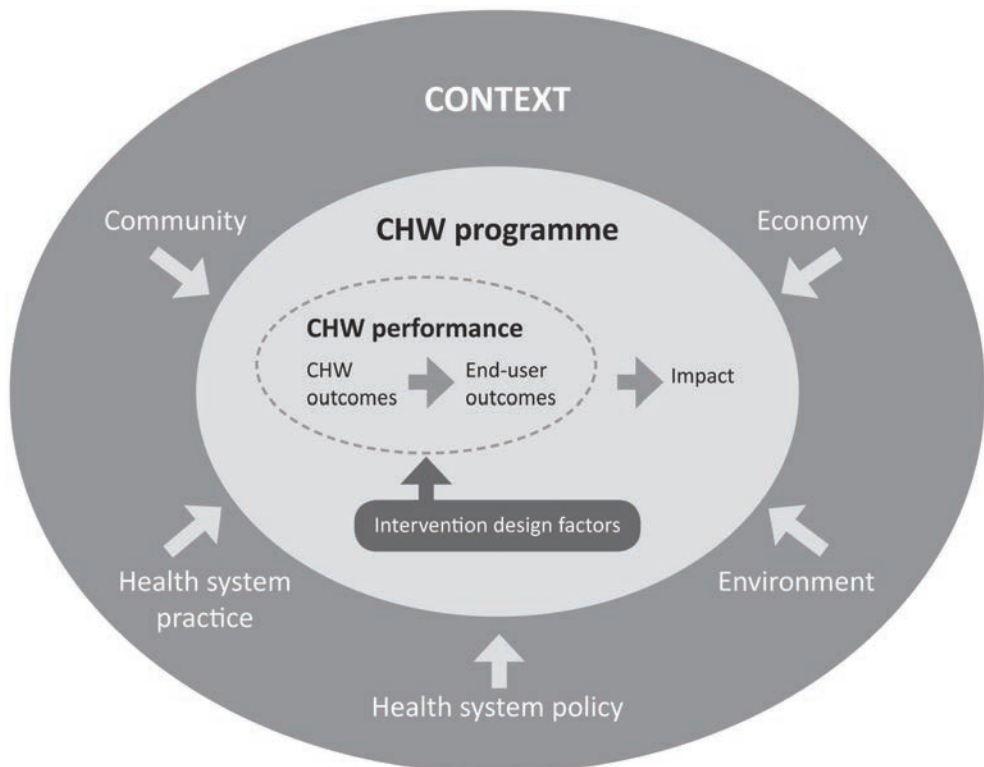 CONTEXT
Community
Economy
CHW programme
CHW performance
CHW
outcomes
End-user
outcomes
Impact
Intervention design factors
Health system
practice
Environment
Health system policy